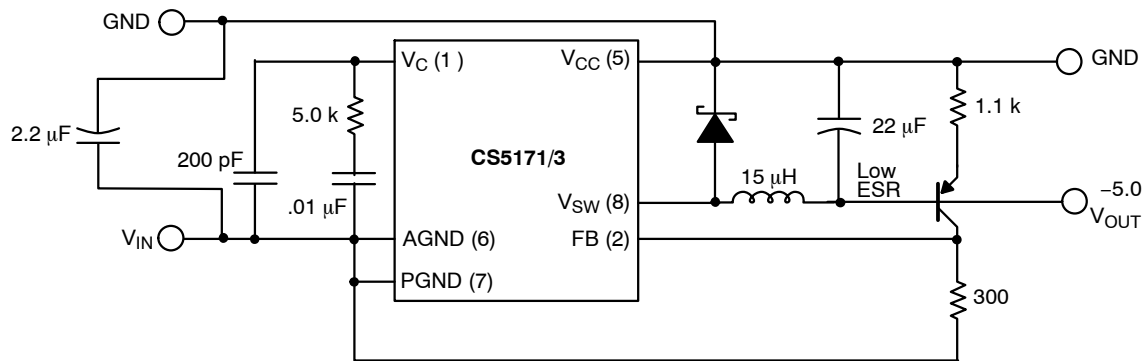 GND
V_C (1 )
V_CC (5)
GND
2.2 μF
5.0 k
200 pF
.01 μF
CS5171/3
22 μF
1.1 k
15 μH
Low
ESR
V_SW (8)
−5.0
V_OUT
V_IN
AGND (6)
FB (2)
PGND (7)
300